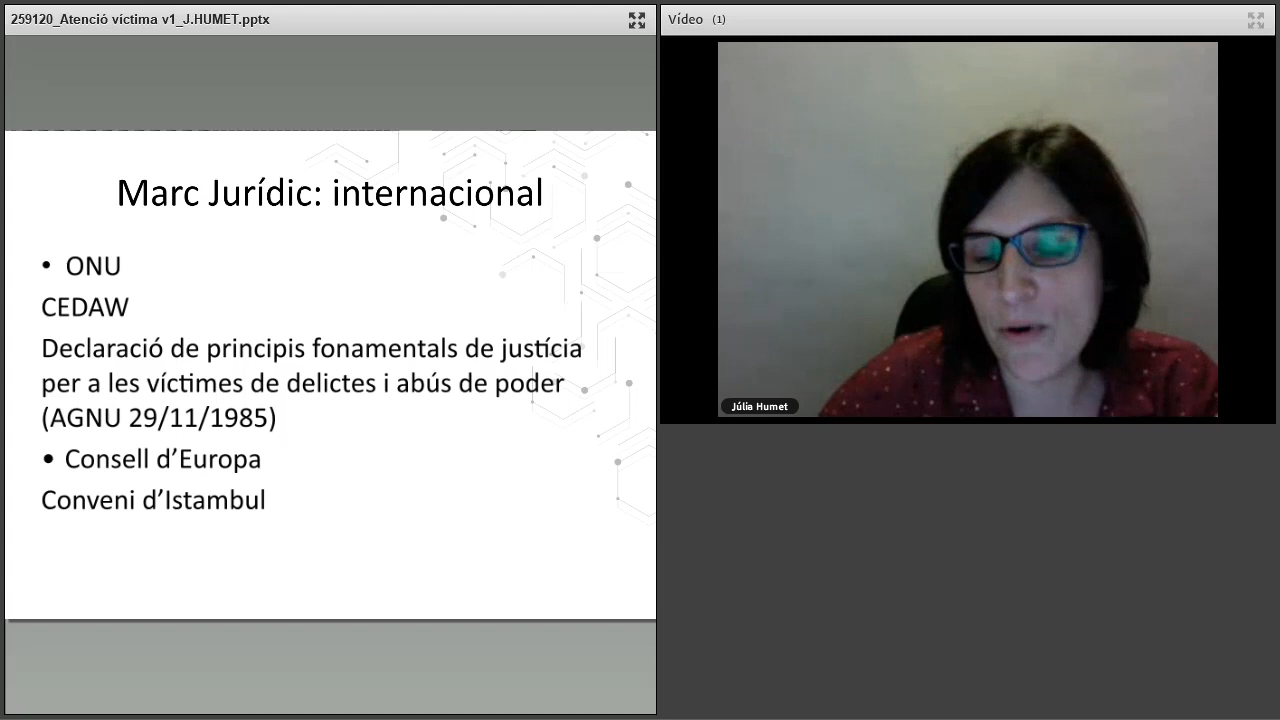 259120_Atenció víctima v1_J.HUMET.pptx
Marc Jurídic: internacional
• ONU
CEDAW
Declaració de principis fonamentals de justícia
per a les víctimes de delictes i abús de poder
(AGNU 29/11/1985)
• Consell d’Europa
Conveni d’Istambul
Vídeo (1)
Júlia Humet